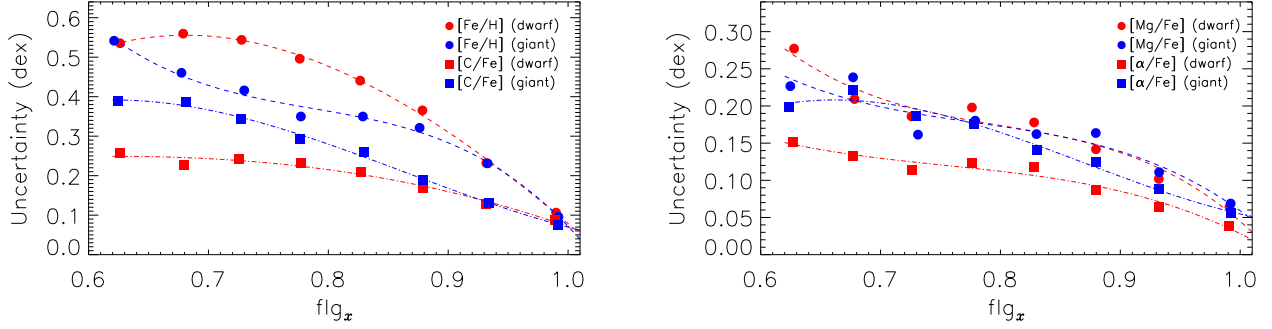 0.6
0.5
0.4
0.3
0.2
0.1
0.0
Uncertainty (dex)
[Fe/H] (dwarf)
[Fe/H] (giant)
[C/Fe] (dwarf)
[C/Fe] (giant)
0.6 0.7 0.8 0.9 1.0
flgₓ
0.30
0.25
0.20
0.15
0.10
0.05
0.00
Uncertainty (dex)
[Mg/Fe] (dwarf)
[Mg/Fe] (giant)
[α/Fe] (dwarf)
[α/Fe] (giant)
0.6 0.7 0.8 0.9 1.0
flgₓ